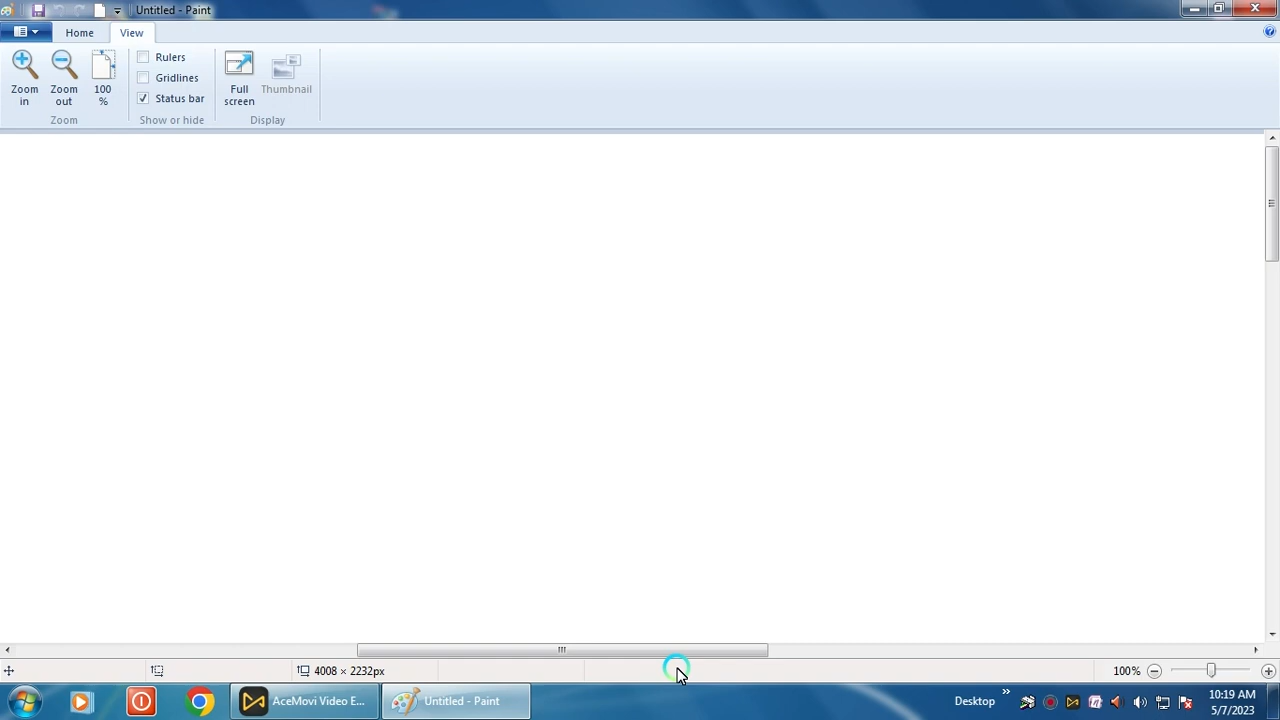 Untitled - Paint
Home View
Zoom in
Zoom out
100 %
Rulers
Gridlines
Status bar
Full screen
Thumbnail
Zoom
Show or hide
Display
4008 × 2232px
100%
AceMovi Video E...
Untitled - Paint
Desktop
10:19 AM
5/7/2023